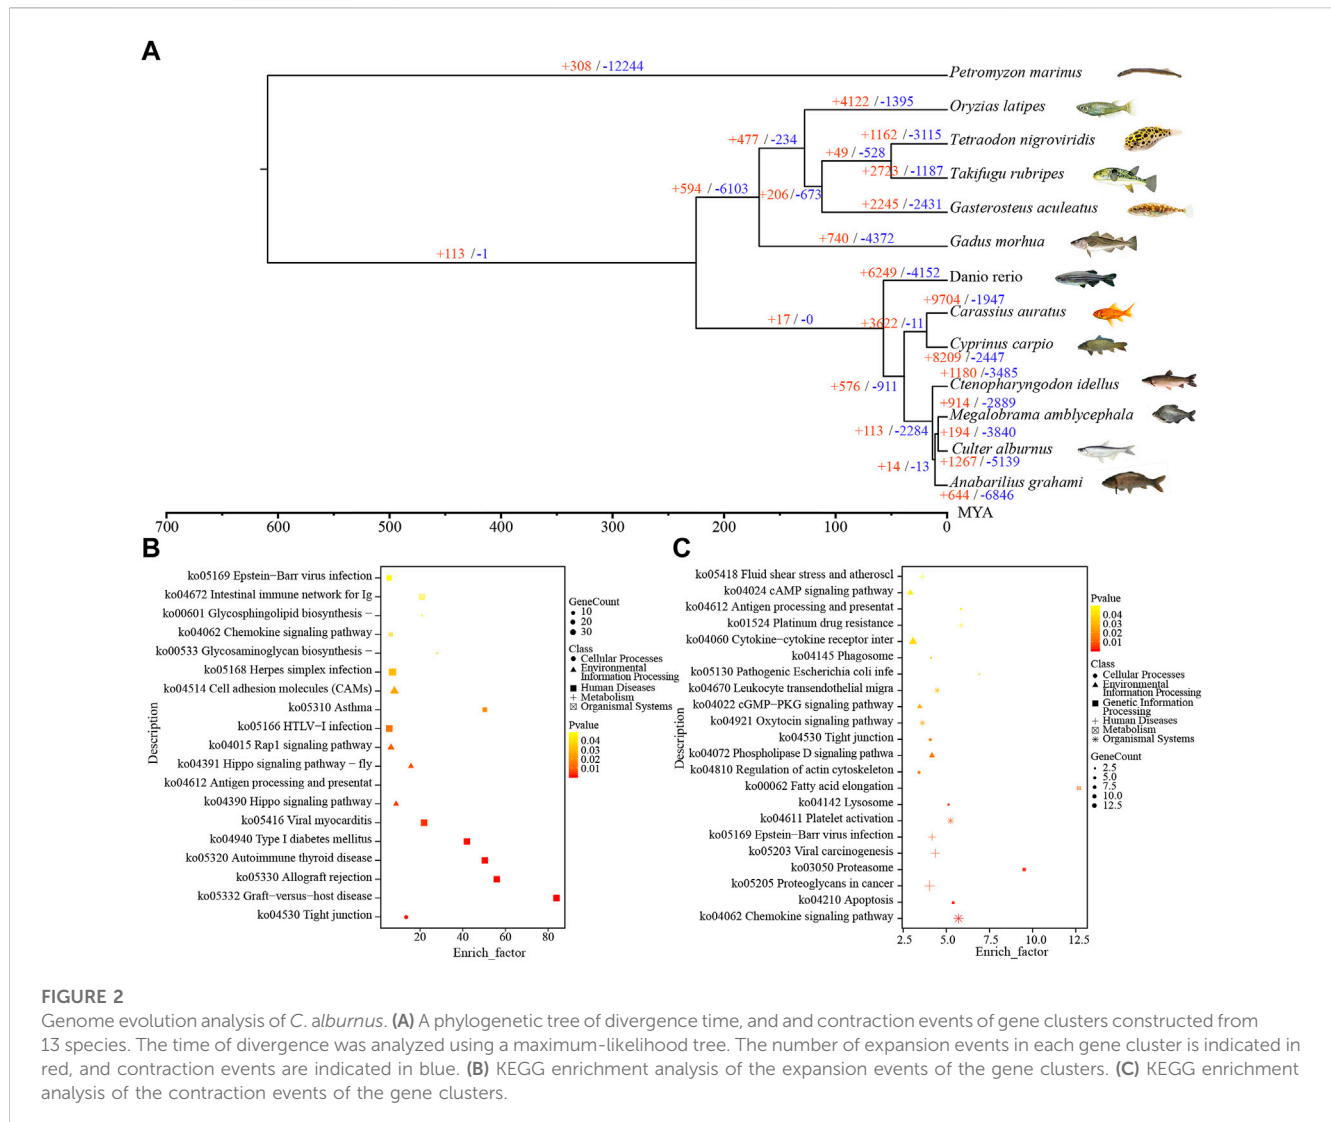 A
+308 / -12244
Petromyzon marinus
+4122 / -1395
Oryzias latipes
+477 / -234
+1162 / -3115
Tetraodon nigroviridis
+49 / -528
+2723 / -1187
Takifugu rubripes
+594 / -6103
+206 / -673
+2245 / -2431
Gasterosteus aculeatus
+740 / -4372
Gadus morhua
+113 / -1
+6249 / -4152
Danio rerio
+9704 / -1947
Carassius auratus
+17 / -0
+3622 / -11
Cyprinus carpio
+8209 / -2447
+1180 / -3485
Ctenopharyngodon idellus
+576 / -911
+914 / -2889
Megalobrama amblycephala
+113 / -2284
+194 / -3840
Culter alburnus
+1267 / -5139
+14 / -13
Anabarilius grahami
+644 / -6846
700 600 500 400 300 200 100 0 MYA
B
Description
ko05169 Epstein−Barr virus infection
ko04672 Intestinal immune network for Ig
ko00601 Glycosphingolipid biosynthesis −
ko04062 Chemokine signaling pathway
ko00533 Glycosaminoglycan biosynthesis −
ko05168 Herpes simplex infection
ko04514 Cell adhesion molecules (CAMs)
ko05310 Asthma
ko05166 HTLV−I infection
ko04015 Rap1 signaling pathway
ko04391 Hippo signaling pathway − fly
ko04612 Antigen processing and presentat
ko04390 Hippo signaling pathway
ko05416 Viral myocarditis
ko04940 Type I diabetes mellitus
ko05320 Autoimmune thyroid disease
ko05330 Allograft rejection
ko05332 Graft−versus−host disease
ko04530 Tight junction
20 40 60 80
Enrich_factor
GeneCount
10
20
30
Class
Cellular Processes
Environmental
Information Processing
Human Diseases
Metabolism
Organismal Systems
Pvalue
0.04
0.03
0.02
0.01
C
Description
ko05418 Fluid shear stress and atheroscl
ko04024 cAMP signaling pathway
ko04612 Antigen processing and presentat
ko01524 Platinum drug resistance
ko04060 Cytokine−cytokine receptor inter
ko04145 Phagosome
ko05130 Pathogenic Escherichia coli infe
ko04670 Leukocyte transendothelial migra
ko04022 cGMP−PKG signaling pathway
ko04921 Oxytocin signaling pathway
ko04530 Tight junction
ko04072 Phospholipase D signaling pathwa
ko04810 Regulation of actin cytoskeleton
ko00062 Fatty acid elongation
ko04142 Lysosome
ko04611 Platelet activation
ko05169 Epstein−Barr virus infection
ko05203 Viral carcinogenesis
ko03050 Proteasome
ko05205 Proteoglycans in cancer
ko04210 Apoptosis
ko04062 Chemokine signaling pathway
2.5 5.0 7.5 10.0 12.5
Enrich_factor
Pvalue
0.04
0.03
0.02
0.01
Class
Cellular Processes
Environmental
Information Processing
Genetic Information
Processing
Human Diseases
Metabolism
Organismal Systems
GeneCount
2.5
5.0
7.5
10.0
12.5
FIGURE 2
Genome evolution analysis of C. alburnus. (A) A phylogenetic tree of divergence time, and and contraction events of gene clusters constructed from
13 species. The time of divergence was analyzed using a maximum-likelihood tree. The number of expansion events in each gene cluster is indicated in
red, and contraction events are indicated in blue. (B) KEGG enrichment analysis of the expansion events of the gene clusters. (C) KEGG enrichment
analysis of the contraction events of the gene clusters.